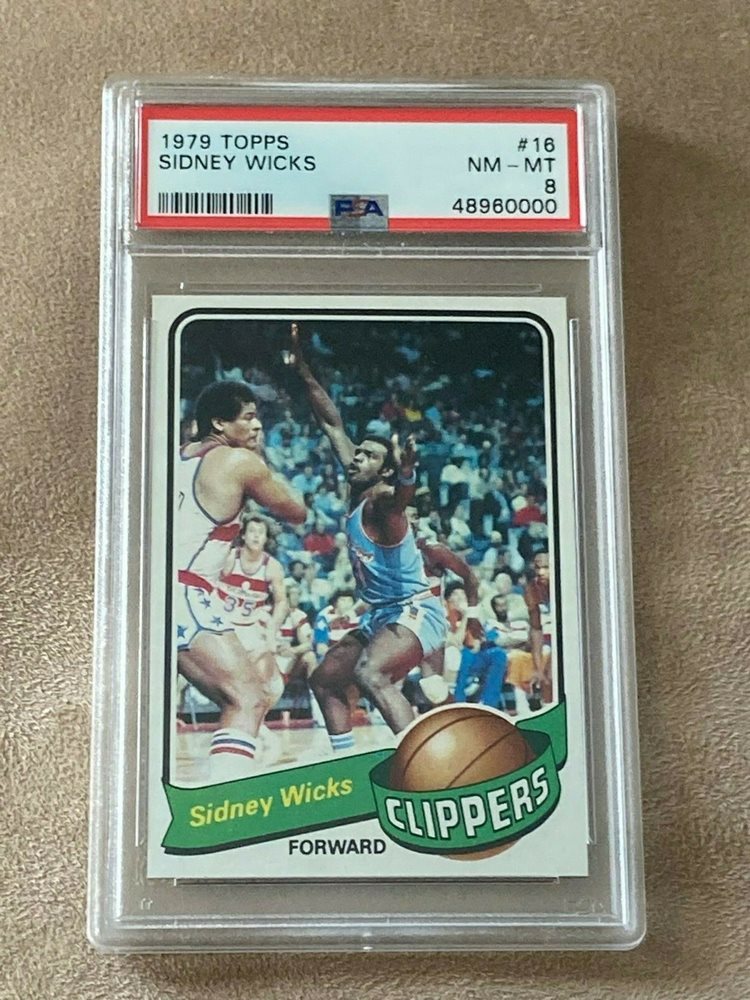 1979 TOPPS #16
SIDNEY WICKS NM – MT
8
PSA 48960000
35
Sidney Wicks
CLIPPERS
FORWARD